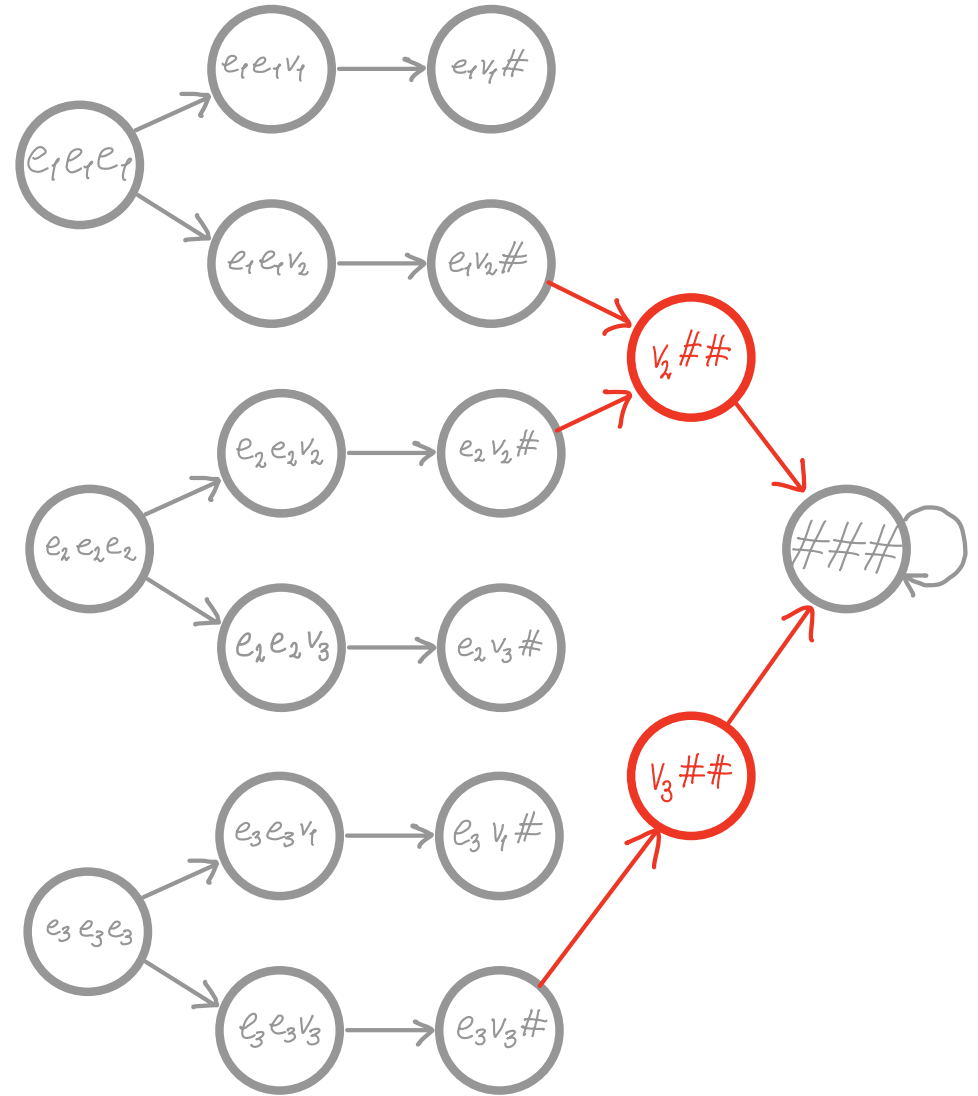 e₁e₁v₁
e₁v₁#
e₁e₁e₁
e₁e₁v₂
e₁v₂#
v₂##
e₂e₂v₂
e₂v₂#
e₂e₂e₂
###
e₂e₂v₃
e₂v₃#
v₃##
e₃e₃v₁
e₃v₁#
e₃e₃e₃
e₃e₃v₃
e₃v₃#